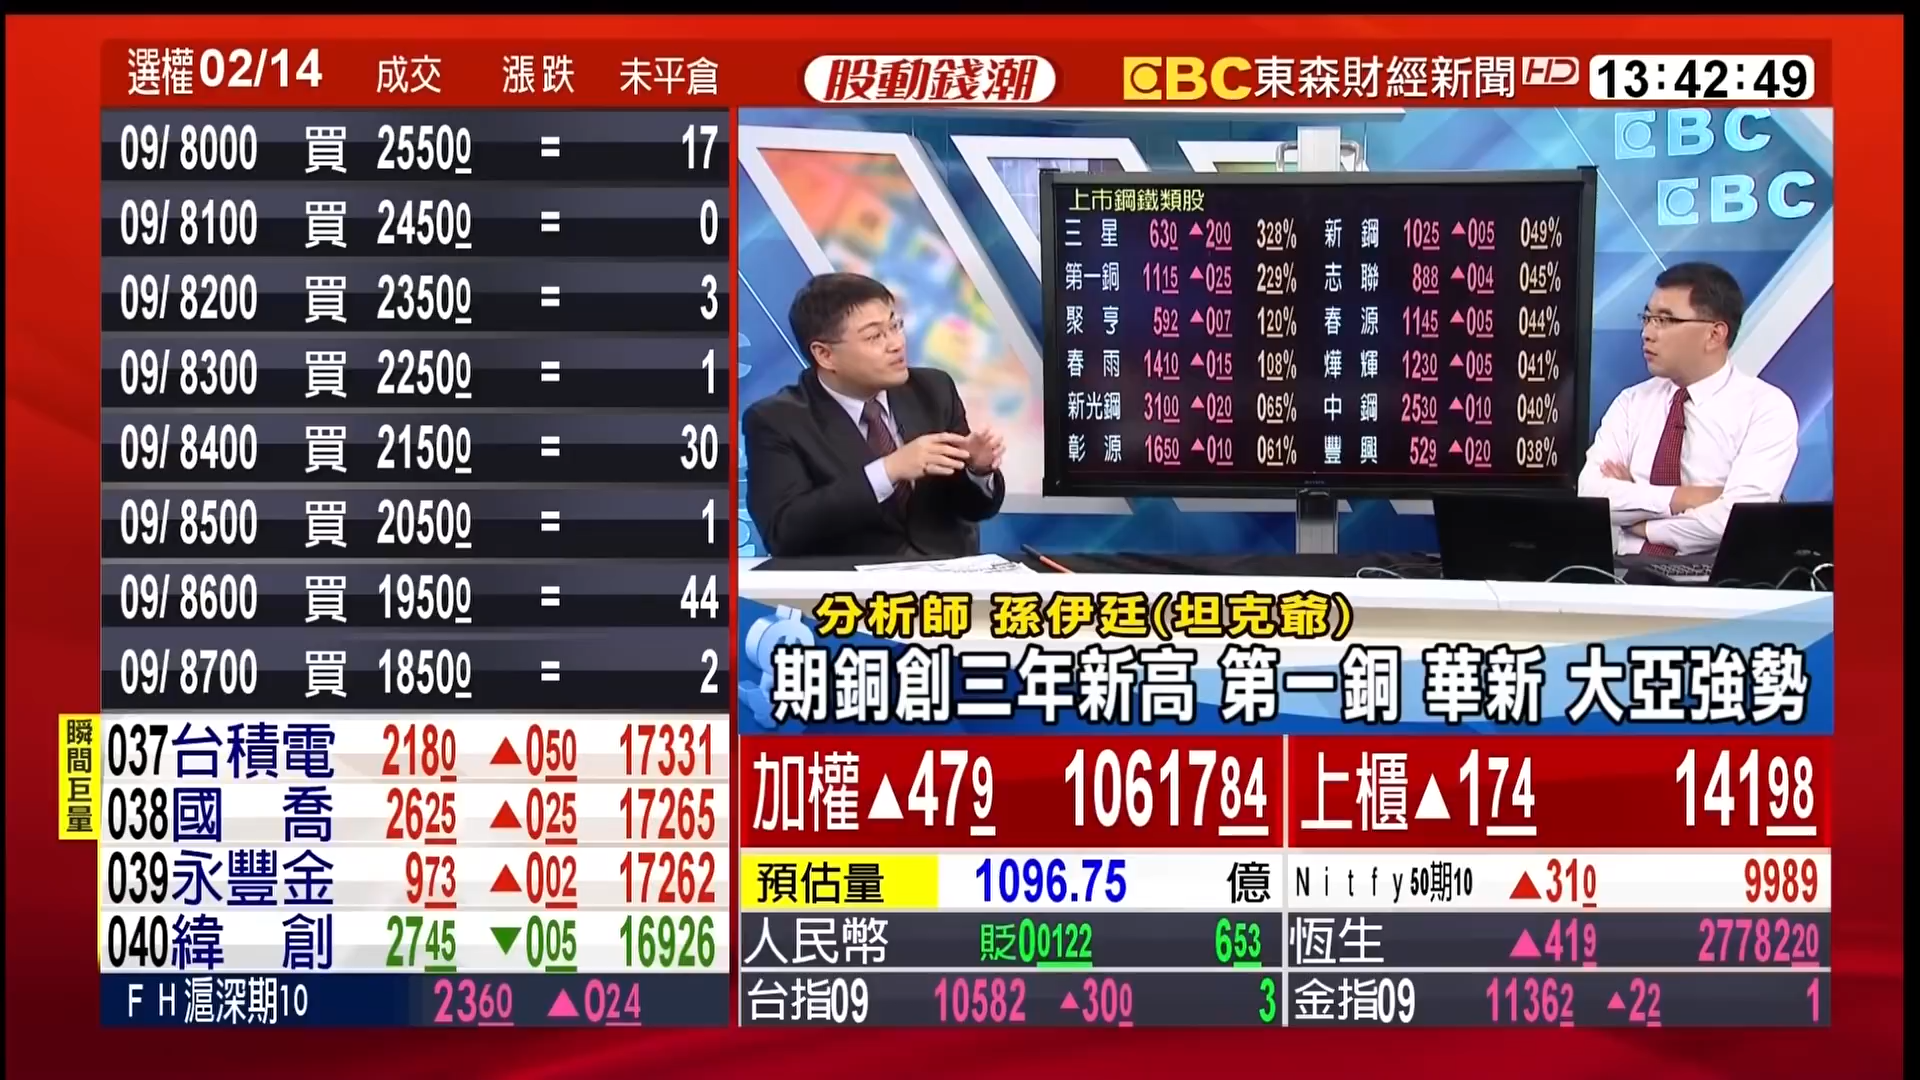 選權02/14 成交 漲跌 未平倉
股動錢潮
EBC東森財經新聞HD 13:42:49
09/ 8000 買 25500 = 17
09/ 8100 買 24500 = 0
09/ 8200 買 23500 = 3
09/ 8300 買 22500 = 1
09/ 8400 買 21500 = 30
09/ 8500 買 20500 = 1
09/ 8600 買 19500 = 44
09/ 8700 買 18500 = 2
瞬間巨量
037台積電 2180 ▲050 17331
038國喬 2625 ▲025 17265
039永豐金 973 ▲002 17262
040緯創 2745 ▼005 16926
FH滬深期10 2360 ▲024
EBC
EBC
上市鋼鐵類股
三星 630 ▲200 328% 新鋼 1025 ▲005 049%
第一銅 1115 ▲025 229% 志聯 888 ▲004 045%
聚亨 592 ▲007 120% 春源 1145 ▲005 044%
春雨 1410 ▲015 108% 燁輝 1230 ▲005 041%
新光鋼 3100 ▲020 065% 中鋼 2530 ▲010 040%
彰源 1650 ▲010 061% 豐興 529 ▲020 038%
分析師 孫伊廷(坦克爺)
期銅創三年新高 第一銅 華新 大亞強勢
加權▲479 1061784 上櫃▲174 14198
預估量 1096.75 億 Nitfy50期10 ▲310 9989
人民幣 貶000122 653 恆生 ▲419 2778220
台指09 10582 ▲300 3 金指09 11362 ▲22 1